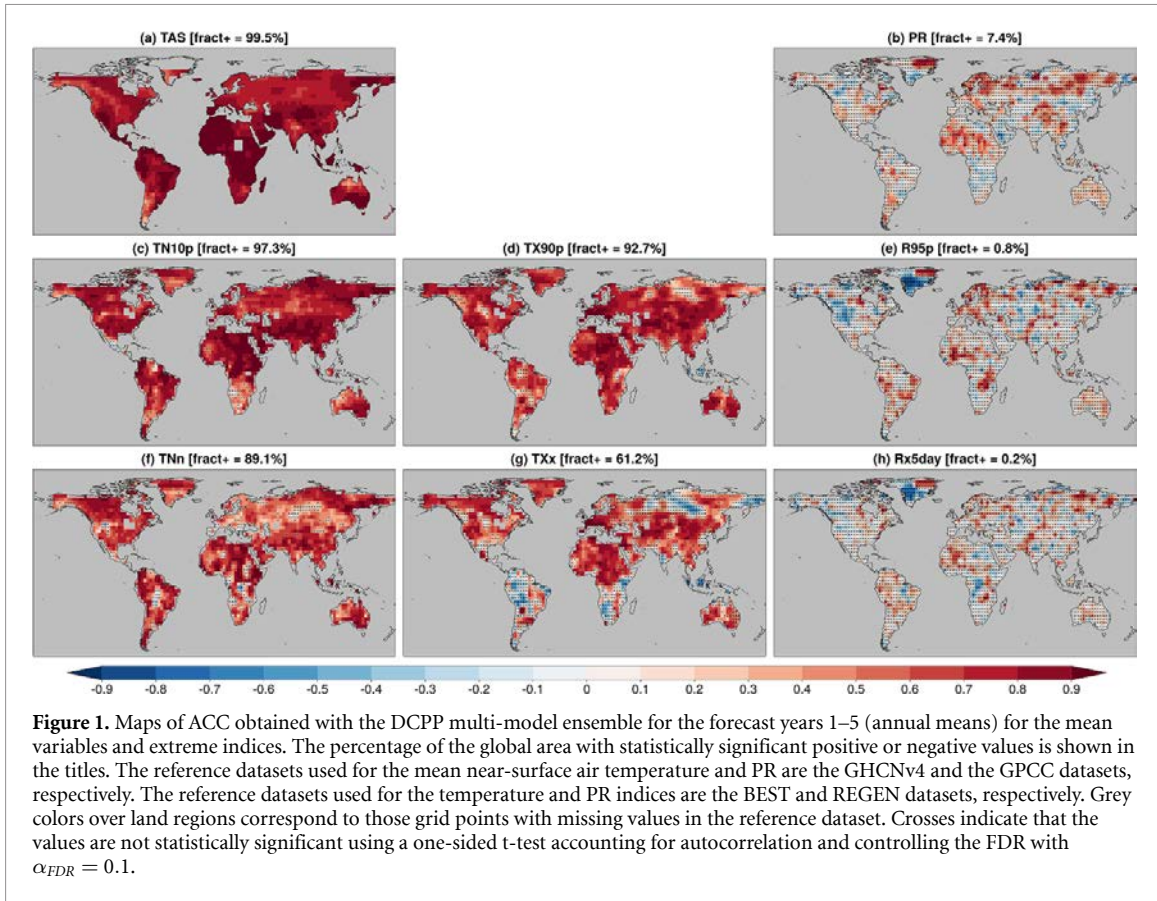 (a) TAS [fract+ = 99.5%]
(b) PR [fract+ = 7.4%]
(c) TN10p [fract+ = 97.3%]
(d) TX90p [fract+ = 92.7%]
(e) R95p [fract+ = 0.8%]
(f) TNn [fract+ = 89.1%]
(g) TXx [fract+ = 61.2%]
(h) Rx5day [fract+ = 0.2%]
-0.9 -0.8 -0.7 -0.6 -0.5 -0.4 -0.3 -0.2 -0.1 0 0.1 0.2 0.3 0.4 0.5 0.6 0.7 0.8 0.9
Figure 1. Maps of ACC obtained with the DCPP multi-model ensemble for the forecast years 1–5 (annual means) for the mean
variables and extreme indices. The percentage of the global area with statistically significant positive or negative values is shown in
the titles. The reference datasets used for the mean near-surface air temperature and PR are the GHCNv4 and the GPCC datasets,
respectively. The reference datasets used for the temperature and PR indices are the BEST and REGEN datasets, respectively. Grey
colors over land regions correspond to those grid points with missing values in the reference dataset. Crosses indicate that the
values are not statistically significant using a one-sided t-test accounting for autocorrelation and controlling the FDR with
α_FDR = 0.1.